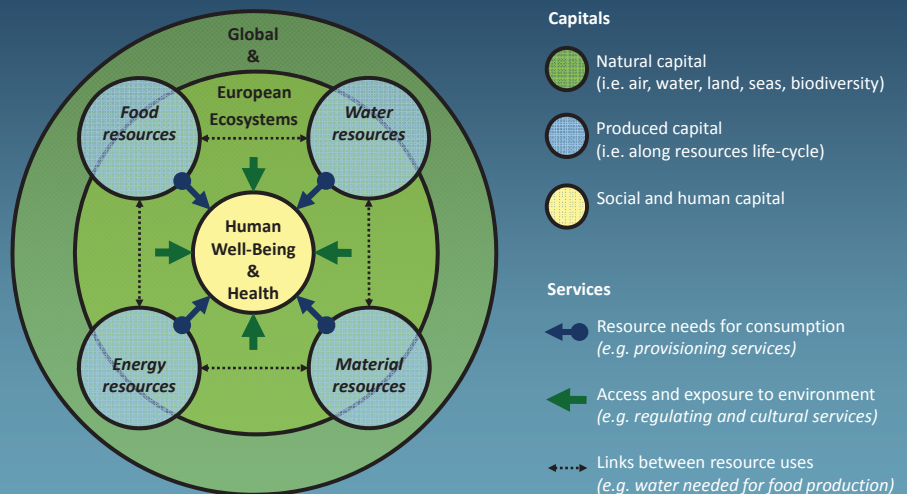 Global
&
European
Ecosystems
Food
resources
Water
resources
Human
Well-Being
&
Health
Energy
resources
Material
resources
Capitals
Natural capital
(i.e. air, water, land, seas, biodiversity)
Produced capital
(i.e. along resources life-cycle)
Social and human capital
Services
Resource needs for consumption
(e.g. provisioning services)
Access and exposure to environment
(e.g. regulating and cultural services)
Links between resource uses
(e.g. water needed for food production)